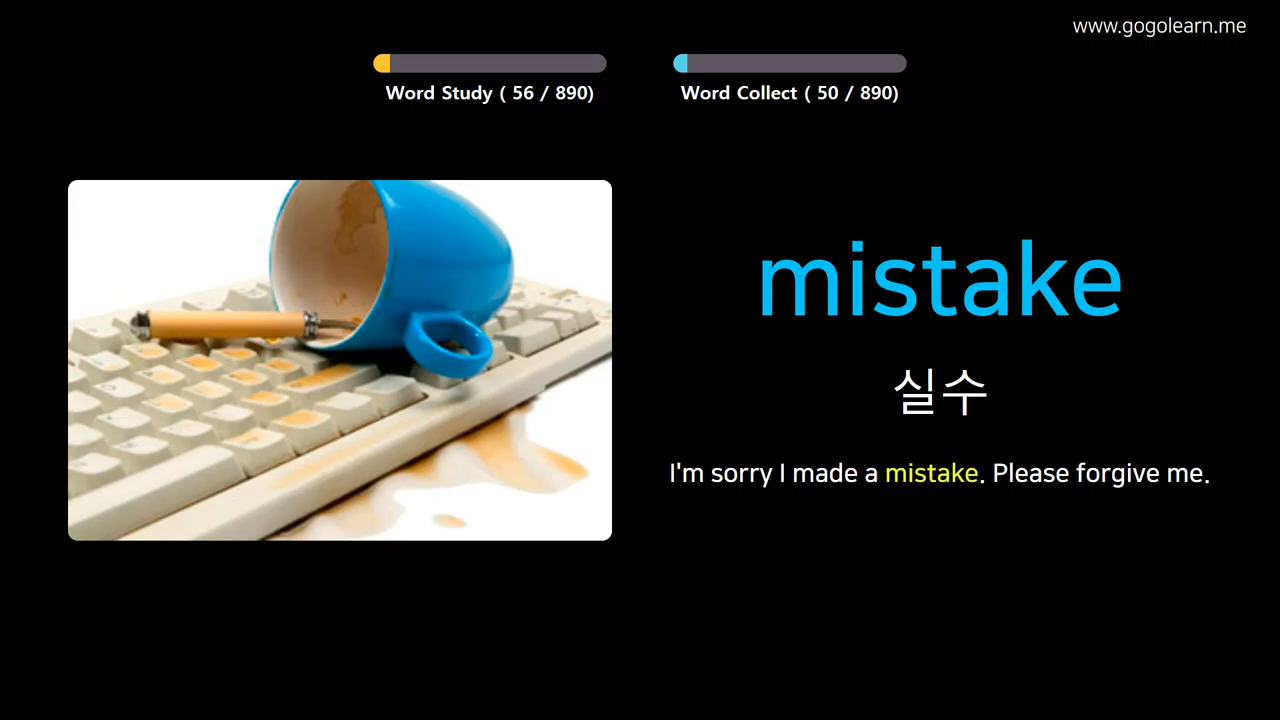 www.gogolearn.me
Word Study ( 56 / 890)
Word Collect ( 50 / 890)
mistake
실수
I'm sorry I made a mistake. Please forgive me.